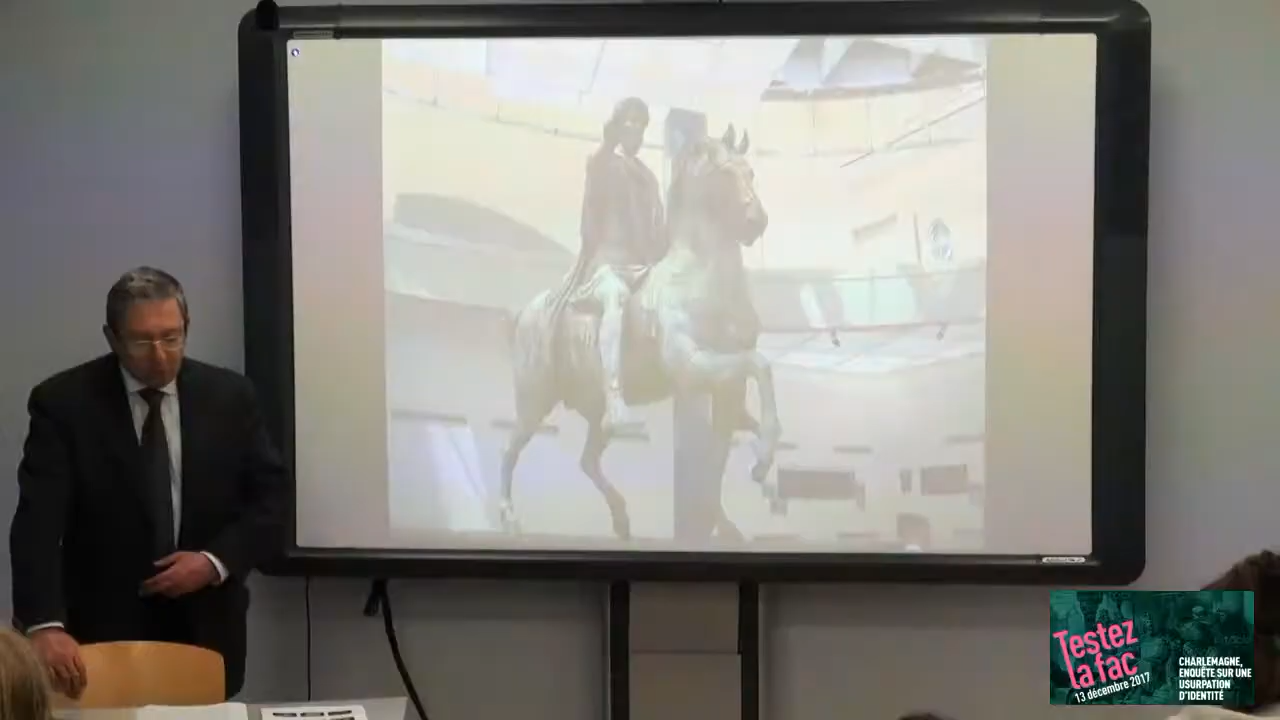 Testez
la fac
13 décembre 2017
CHARLEMAGNE,
ENQUÊTE SUR UNE
USURPATION
D'IDENTITÉ